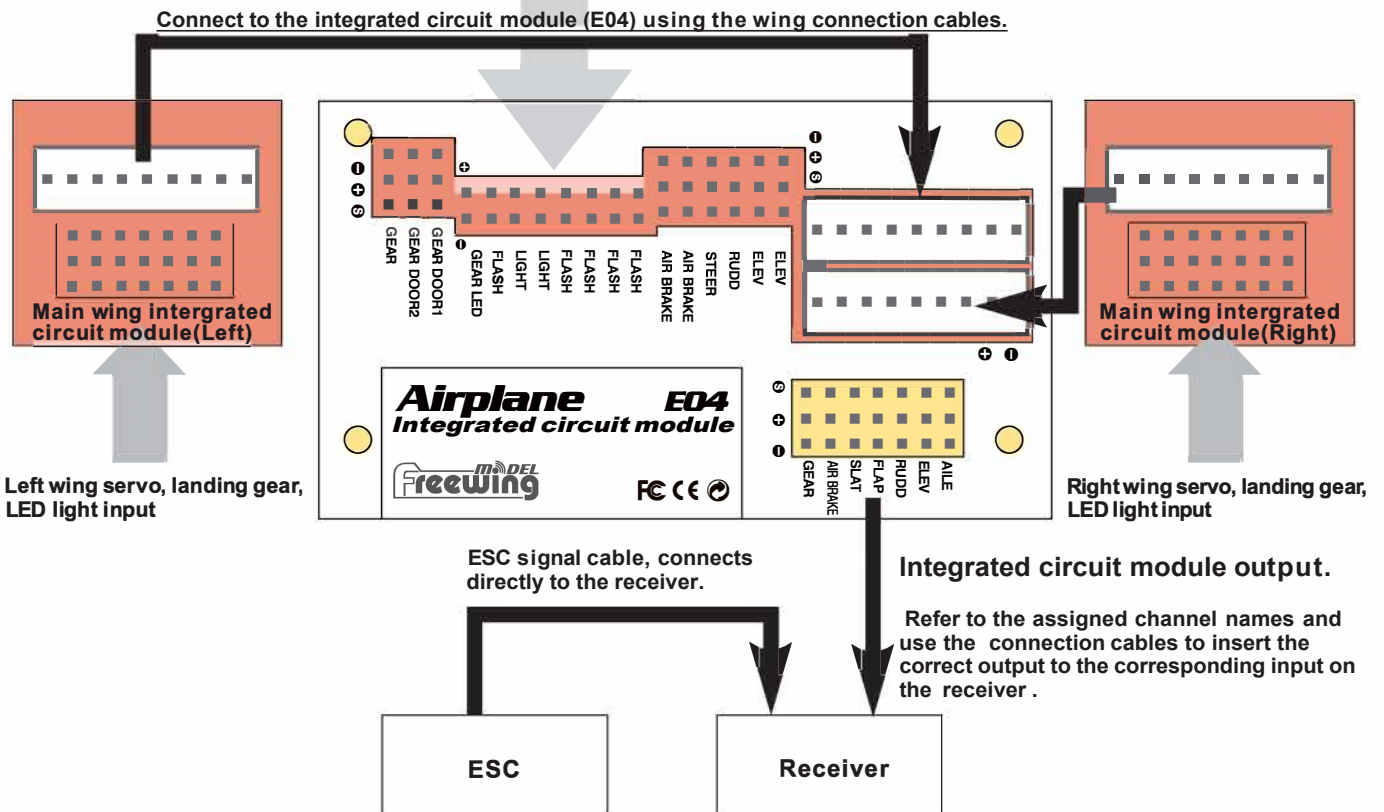 Connect to the integrated circuit module (E04) using the wing connection cables.
Main wing intergrated
circuit module(Left)
Left wing servo, landing gear,
LED light input
GEAR
GEAR DOOR2
GEAR DOOR1
GEAR LED
FLASH
LIGHT
LIGHT
FLASH
FLASH
FLASH
FLASH
AIR BRAKE
AIR BRAKE
STEER
RUDD
ELEV
ELEV
S
+
-
+
-
-
+
S
+ -
Airplane E04
Integrated circuit module
Freewing MODEL
FC CE
S
+
-
GEAR
AIR BRAKE
SLAT
FLAP
RUDD
ELEV
AILE
Main wing intergrated
circuit module(Right)
Right wing servo, landing gear,
LED light input
ESC signal cable, connects
directly to the receiver.
Integrated circuit module output.
Refer to the assigned channel names and
use the connection cables to insert the
correct output to the corresponding input on
the receiver .
ESC
Receiver